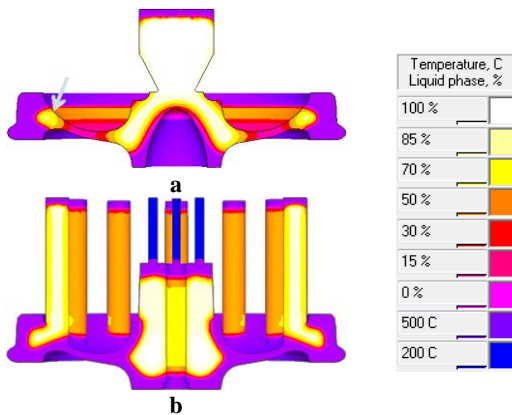 a
b
Temperature, C
Liquid phase, %
100 %
85 %
70 %
50 %
30 %
15 %
0 %
500 C
200 C